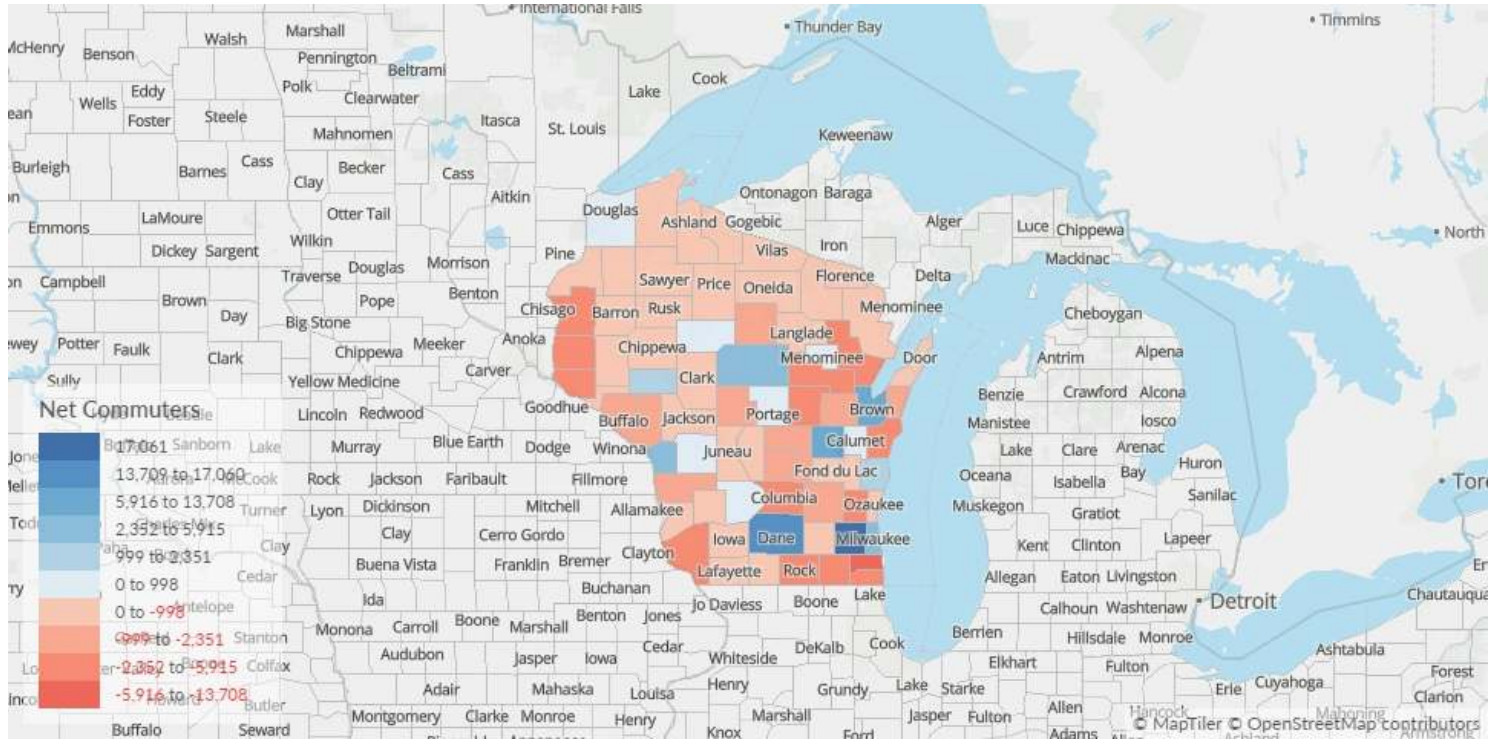 International Falls
Thunder Bay
Timmins
McHenry
Benson
Walsh
Marshall
Pennington
Beltrami
Polk
Clearwater
Eddy
Wells
Foster
Steele
Mahnomen
Itasca
St. Louis
Lake
Cook
Keweenaw
Burleigh
Barnes
Cass
Clay
Becker
Cass
Aitkin
Ontonagon
Baraga
LaMoure
Emmons
Otter Tail
Douglas
Ashland
Gogebic
Alger
Luce
Chippewa
North
Dickey
Sargent
Wilkin
Pine
Vilas
Iron
Mackinac
Campbell
Traverse
Douglas
Morrison
Sawyer
Price
Oneida
Florence
Delta
Brown
Day
Pope
Benton
Chisago
Barron
Rusk
Menominee
Cheboygan
Big Stone
Potter
Faulk
Clark
Chippewa
Meeker
Anoka
Chippewa
Langlade
Menominee
Door
Antrim
Alpena
Sully
Yellow Medicine
Carver
Clark
Benzie
Crawford
Alcona
Lincoln
Redwood
Goodhue
Buffalo
Jackson
Portage
Brown
Manistee
Iosco
Sanborn
Lake
Murray
Blue Earth
Dodge
Winona
Juneau
Calumet
Lake
Clare
Arenac
McCook
Rock
Jackson
Faribault
Fillmore
Fond du Lac
Oceana
Isabella
Bay
Huron
Turner
Lyon
Dickinson
Mitchell
Allamakee
Columbia
Ozaukee
Muskegon
Gratiot
Sanilac
Clay
Clay
Cerro Gordo
Iowa
Dane
Milwaukee
Kent
Clinton
Lapeer
Cedar
Buena Vista
Franklin
Bremer
Clayton
Lafayette
Rock
Allegan
Eaton
Livingston
Antelope
Ida
Buchanan
Jo Daviess
Boone
Lake
Calhoun
Washtenaw
Detroit
Chautauqua
Stanton
Monona
Carroll
Boone
Marshall
Benton
Jones
Berrien
Hillsdale
Monroe
Colfax
Audubon
Jasper
Iowa
Cedar
Whiteside
DeKalb
Cook
Elkhart
Fulton
Ashtabula
Howard
Butler
Adair
Mahaska
Louisa
Henry
Grundy
Lake
Starke
Erie
Cuyahoga
Forest
Clarion
Buffalo
Seward
Montgomery
Clarke
Monroe
Henry
Knox
Marshall
Ford
Jasper
Fulton
Allen
Adams
Hancock
Mahoning
Ashland
Armstrong
Net Commuters
17,061
13,709 to 17,060
5,916 to 13,708
2,352 to 5,915
999 to 2,351
0 to 998
0 to -998
-999 to -2,351
-2,352 to -5,915
-5,916 to -13,708
© MapTiler © OpenStreetMap contributors